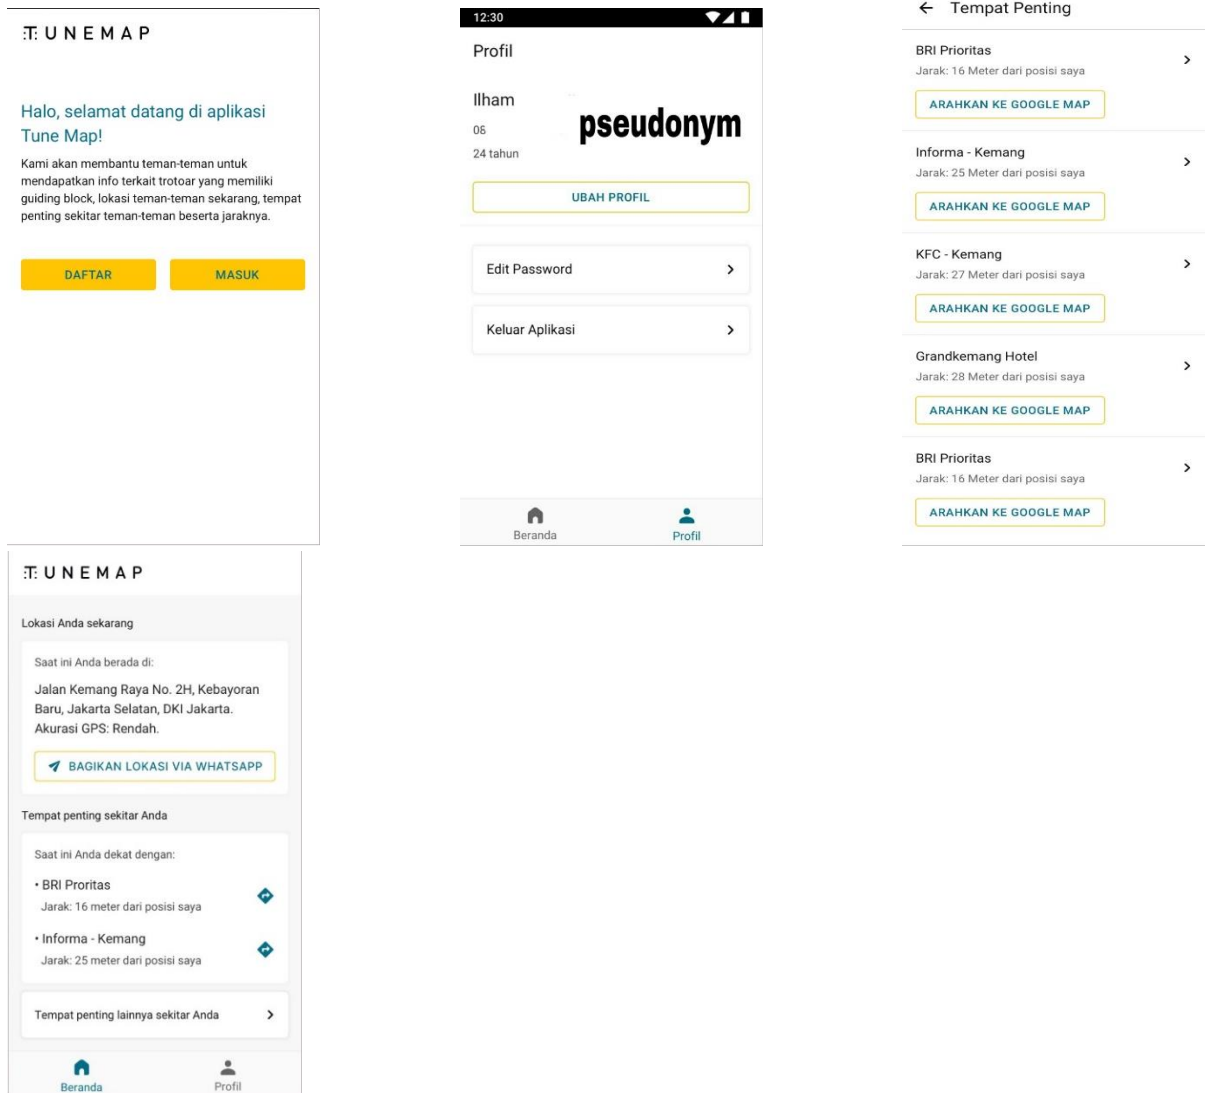 TUNEMAP
Halo, selamat datang di aplikasi
Tune Map!
Kami akan membantu teman-teman untuk
mendapatkan info terkait trotoar yang memiliki
guiding block, lokasi teman-teman sekarang, tempat
penting sekitar teman-teman beserta jaraknya.
DAFTAR
MASUK
12:30
Profil
Ilham
08
pseudonym
24 tahun
UBAH PROFIL
Edit Password
Keluar Aplikasi
Beranda
Profil
Tempat Penting
BRI Prioritas
Jarak: 16 Meter dari posisi saya
ARAHKAN KE GOOGLE MAP
Informa - Kemang
Jarak: 25 Meter dari posisi saya
ARAHKAN KE GOOGLE MAP
KFC - Kemang
Jarak: 27 Meter dari posisi saya
ARAHKAN KE GOOGLE MAP
Grandkemang Hotel
Jarak: 28 Meter dari posisi saya
ARAHKAN KE GOOGLE MAP
BRI Prioritas
Jarak: 16 Meter dari posisi saya
ARAHKAN KE GOOGLE MAP
TUNEMAP
Lokasi Anda sekarang
Saat ini Anda berada di:
Jalan Kemang Raya No. 2H, Kebayoran
Baru, Jakarta Selatan, DKI Jakarta.
Akurasi GPS: Rendah.
BAGIKAN LOKASI VIA WHATSAPP
Tempat penting sekitar Anda
Saat ini Anda dekat dengan:
• BRI Proritas
Jarak: 16 meter dari posisi saya
• Informa - Kemang
Jarak: 25 meter dari posisi saya
Tempat penting lainnya sekitar Anda
Beranda
Profil